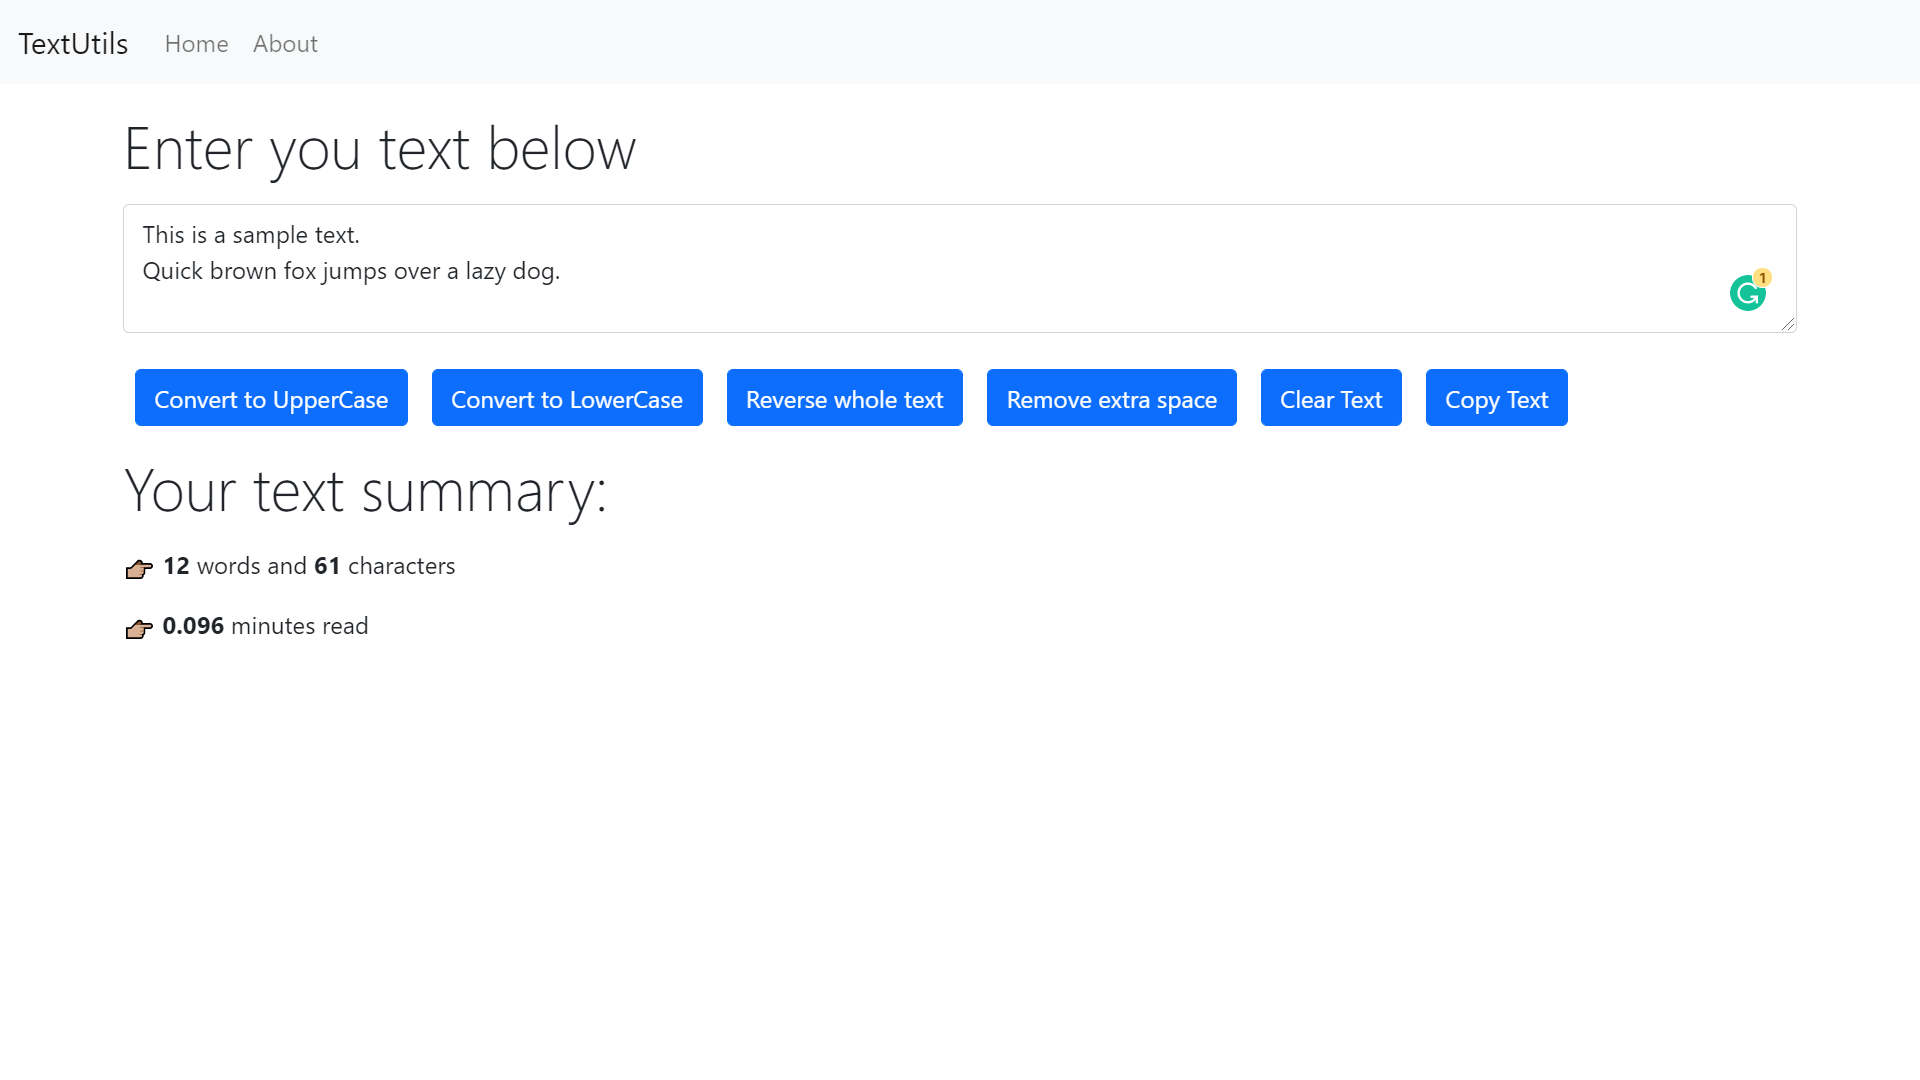 TextUtils Home About
Enter you text below
This is a sample text.
Quick brown fox jumps over a lazy dog.
1
Convert to UpperCase Convert to LowerCase Reverse whole text Remove extra space Clear Text Copy Text
Your text summary:
12 words and 61 characters
0.096 minutes read